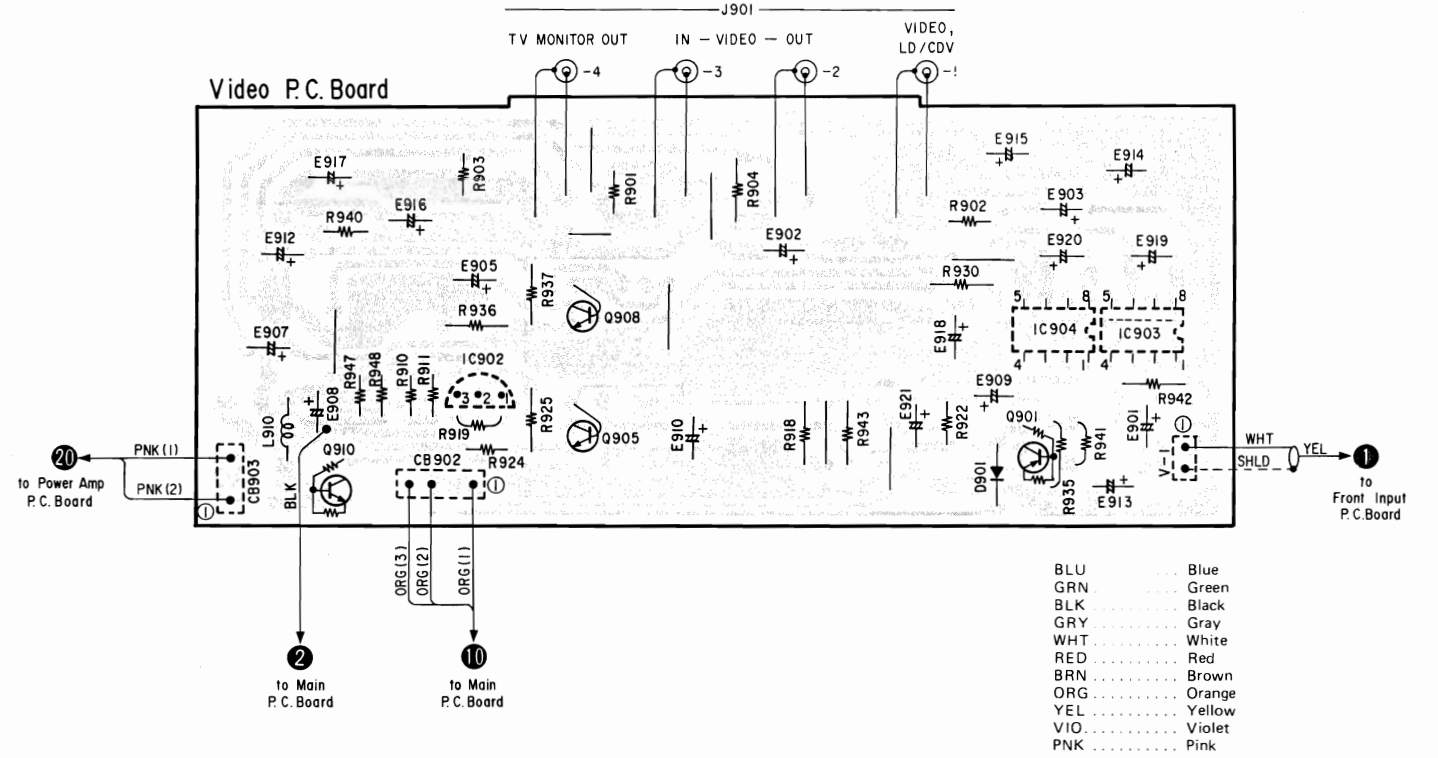 J901
TV MONITOR OUT
IN – VIDEO – OUT
VIDEO,
LD/CDV
-4
-3
-2
-1
Video P.C.Board
E917
R903
R901
R904
E915
E914
E916
R940
R902
E903
E912
E902
E920
E919
E905
R937
R930
R936
Q908
5
8
5
8
IC904
IC903
E907
E918
4
1
4
1
IC902
R947
R948
R910
R911
3 2 1
E909
R942
E908
L910
R925
R919
Q905
E910
R918
R943
E921
R922
Q901
R941
E901
1
V-1
WHT
SHLD
YEL
1
to
Front Input
P.C.Board
20
to Power Amp
P.C.Board
PNK(1)
PNK(2)
CB903
1
BLK
Q910
R924
CB902
1
D901
R935
E913
ORG(3)
ORG(2)
ORG(1)
2
to Main
P.C.Board
10
to Main
P.C.Board
BLU ... Blue
GRN . ......... Green
BLK .......... Black
GRY .......... Gray
WHT .......... White
RED .......... Red
BRN .......... Brown
ORG .......... Orange
YEL .......... Yellow
VIO........... Violet
PNK .......... Pink